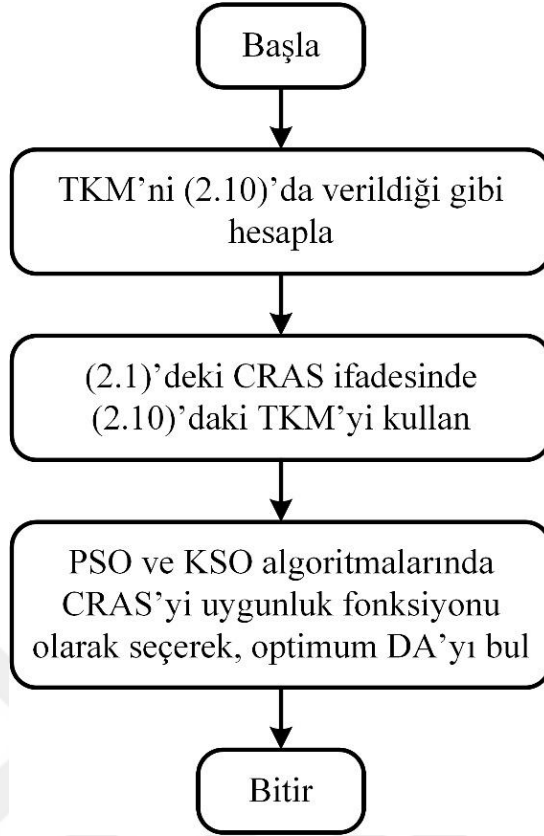 Başla
TKM’ni (2.10)’da verildiği gibi
hesapla
(2.1)’deki CRAS ifadesinde
(2.10)’daki TKM’yi kullan
PSO ve KSO algoritmalarında
CRAS’yi uygunluk fonksiyonu
olarak seçerek, optimum DA’yı bul
Bitir